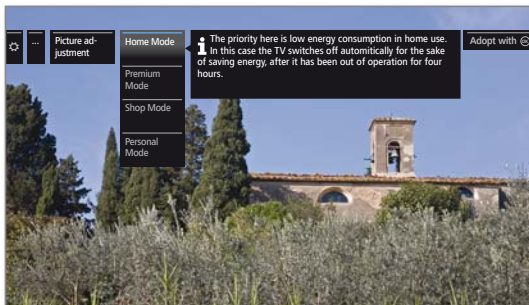 ...
Picture ad-
justment
Home Mode
The priority here is low energy consumption in home use.
In this case the TV switches off automitically for the sake
of saving energy, after it has been out of operation for four
hours.
Adopt with
Premium
Mode
Shop Mode
Personal
Mode